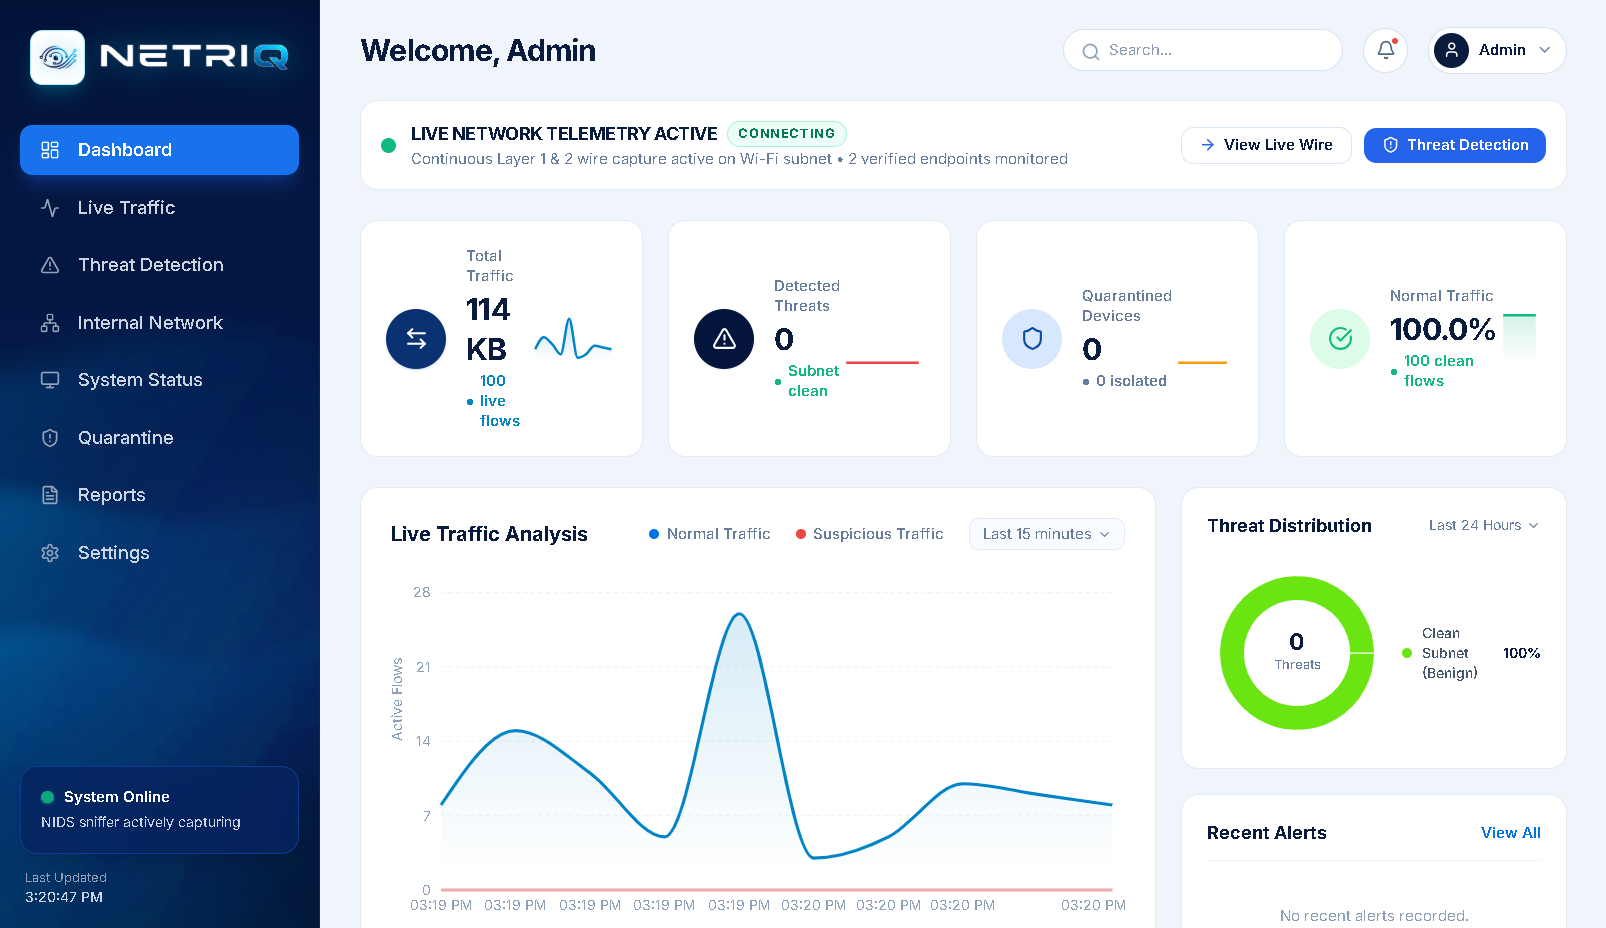 NETRIQ
Dashboard
Live Traffic
Threat Detection
Internal Network
System Status
Quarantine
Reports
Settings
System Online
NIDS sniffer actively capturing
Last Updated
3:20:47 PM
Welcome, Admin
Search...
Admin
LIVE NETWORK TELEMETRY ACTIVE CONNECTING
Continuous Layer 1 & 2 wire capture active on Wi-Fi subnet • 2 verified endpoints monitored
View Live Wire
Threat Detection
Total
Traffic
114
KB
100
live
flows
Detected
Threats
0
Subnet
clean
Quarantined
Devices
0
0 isolated
Normal Traffic
100.0%
100 clean
flows
Live Traffic Analysis
Normal Traffic
Suspicious Traffic
Last 15 minutes
Active Flows
28
21
14
7
0
03:19 PM 03:19 PM 03:19 PM 03:19 PM 03:19 PM 03:20 PM 03:20 PM 03:20 PM 03:20 PM
Threat Distribution
Last 24 Hours
0
Threats
Clean
Subnet
(Benign)
100%
Recent Alerts
View All
No recent alerts recorded.